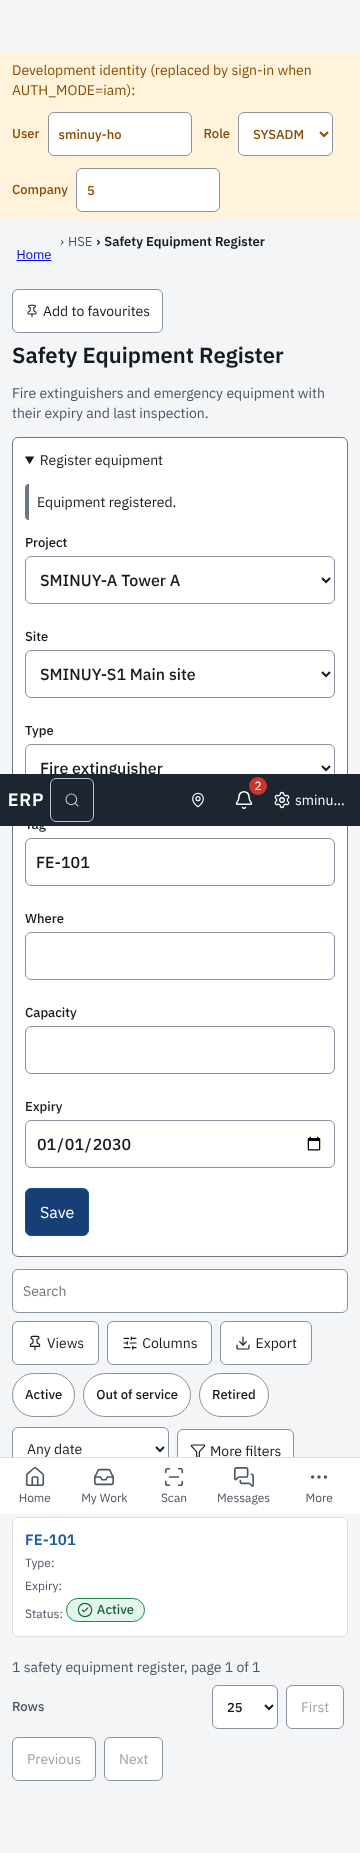 Development identity (replaced by sign-in when
AUTH_MODE=iam):
User sminuy-ho Role SYSADM
Company 5
Home › HSE › Safety Equipment Register
Add to favourites
Safety Equipment Register
Fire extinguishers and emergency equipment with
their expiry and last inspection.
Register equipment
Equipment registered.
Project
SMINUY-A Tower A
Site
SMINUY-S1 Main site
Type
Fire extinguisher
ERP 2 sminu...
Tag
FE-101
Where
Capacity
Expiry
01/01/2030
Save
Search
Views Columns Export
Active Out of service Retired
Any date More filters
Home My Work Scan Messages More
FE-101
Type:
Expiry:
Status: Active
1 safety equipment register, page 1 of 1
Rows 25 First
Previous Next